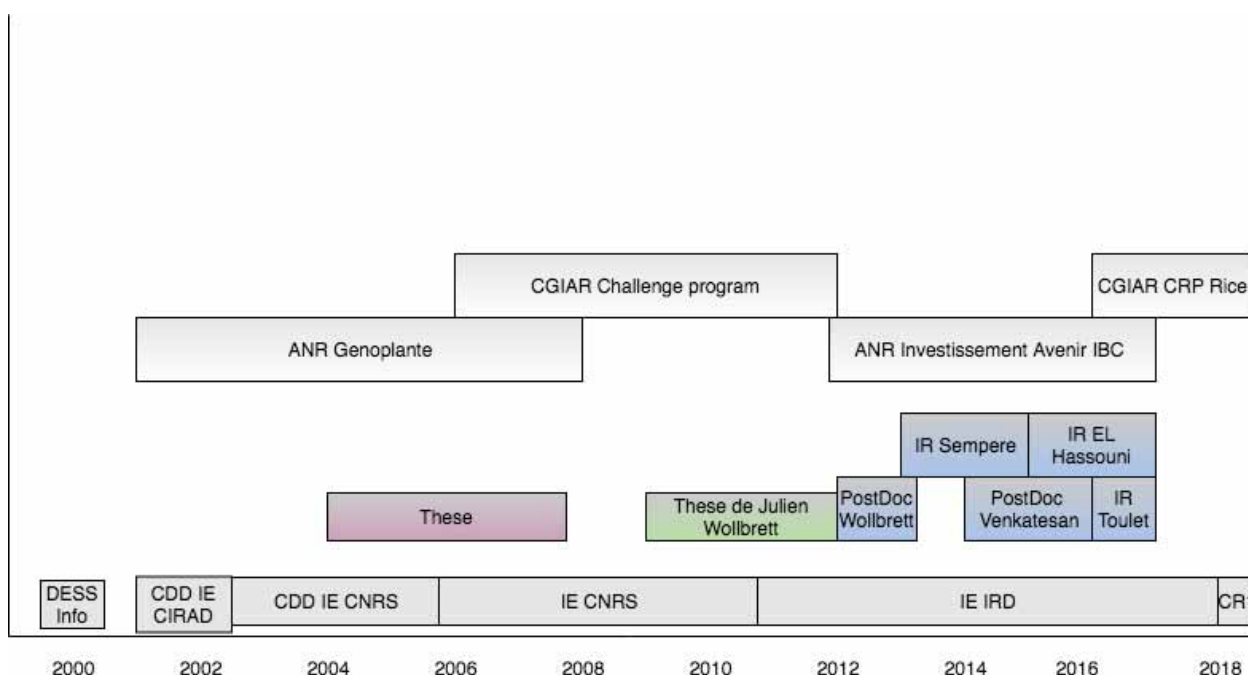 CGIAR Challenge program
CGIAR CRP Rice
ANR Genoplante
ANR Investissement Avenir IBC
IR Sempere
IR EL
Hassouni
These
These de Julien
Wollbrett
PostDoc
Wollbrett
PostDoc
Venkatesan
IR
Toulet
DESS
Info
CDD IE
CIRAD
CDD IE CNRS
IE CNRS
IE IRD
2000
2002
2004
2006
2008
2010
2012
2014
2016
2018